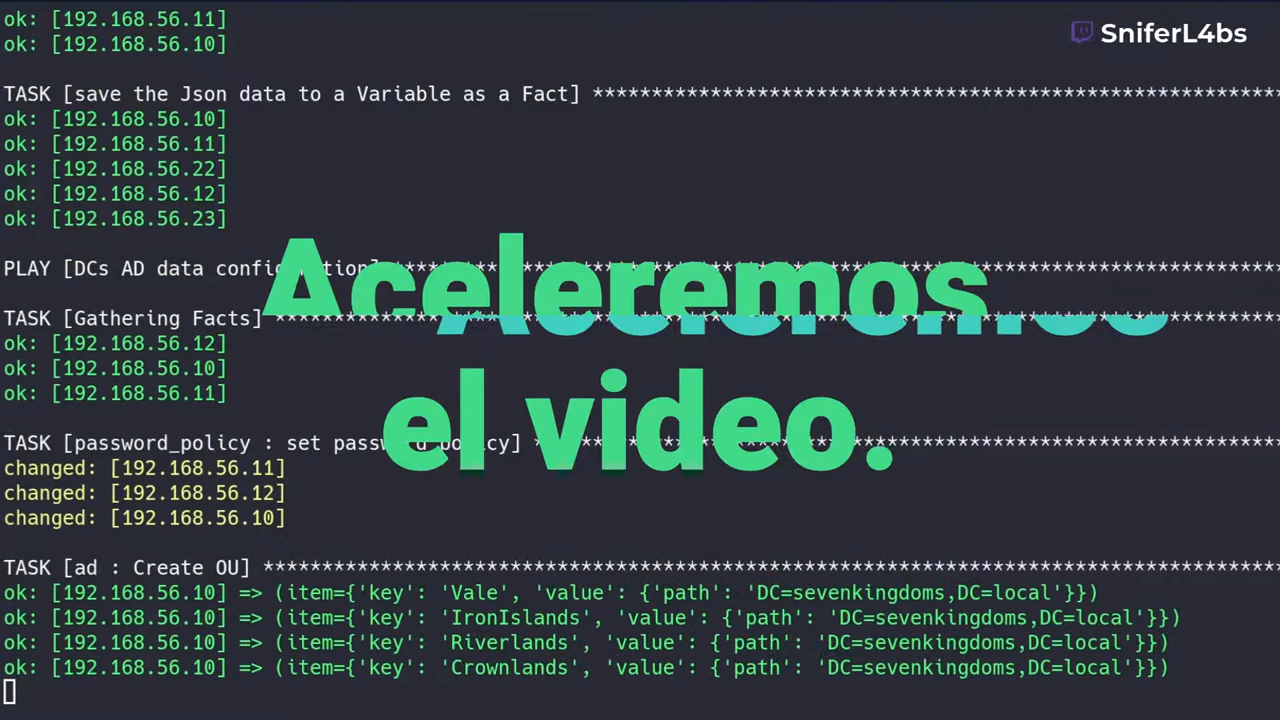 ok: [192.168.56.11]
ok: [192.168.56.10]
SniferL4bs
TASK [save the Json data to a Variable as a Fact] **********************************************************
ok: [192.168.56.10]
ok: [192.168.56.11]
ok: [192.168.56.22]
ok: [192.168.56.12]
ok: [192.168.56.23]
PLAY [DCs AD data configuration] ****************************************************************************
TASK [Gathering Facts] *************************************************************************************
ok: [192.168.56.12]
ok: [192.168.56.10]
ok: [192.168.56.11]
Aceleremos
el video.
TASK [password_policy : set password_policy] ***************************************************************
changed: [192.168.56.11]
changed: [192.168.56.12]
changed: [192.168.56.10]
TASK [ad : Create OU] **************************************************************************************
ok: [192.168.56.10] => (item={'key': 'Vale', 'value': {'path': 'DC=sevenkingdoms,DC=local'}})
ok: [192.168.56.10] => (item={'key': 'IronIslands', 'value': {'path': 'DC=sevenkingdoms,DC=local'}})
ok: [192.168.56.10] => (item={'key': 'Riverlands', 'value': {'path': 'DC=sevenkingdoms,DC=local'}})
ok: [192.168.56.10] => (item={'key': 'Crownlands', 'value': {'path': 'DC=sevenkingdoms,DC=local'}})